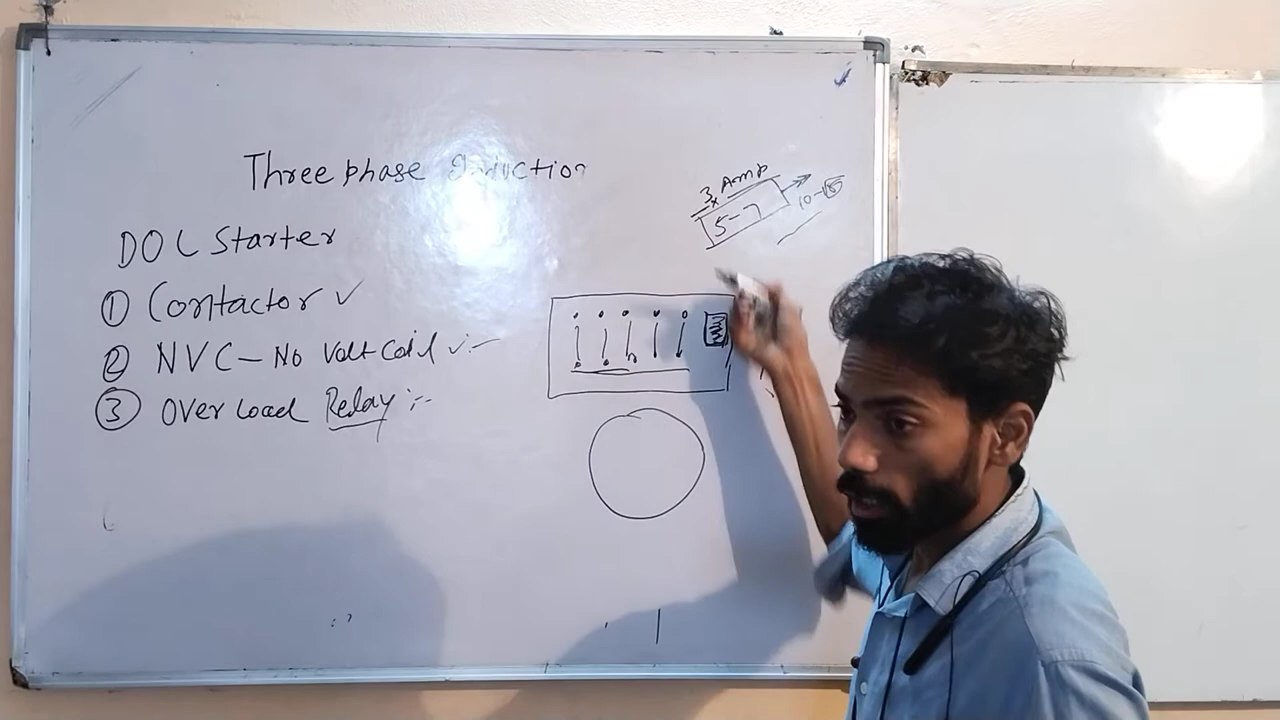 Three phase Induction
3 Amp
5-7
10-15
DOL Starter
① Contactor ✓
② NVC - No Volt Coil ✓:-
③ Over Load Relay :-